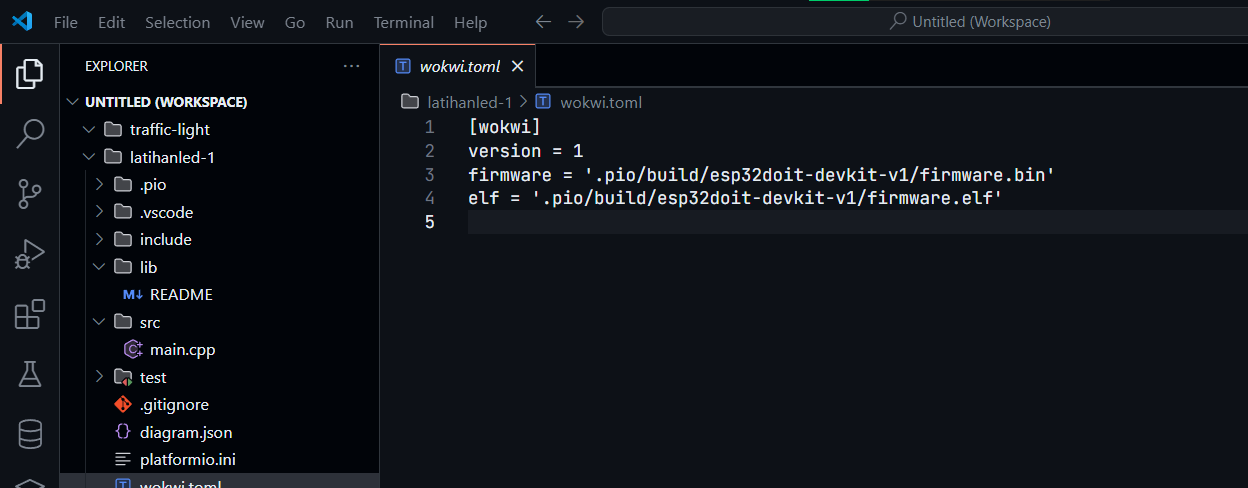 File Edit Selection View Go Run Terminal Help Untitled (Workspace)
EXPLORER
UNTITLED (WORKSPACE)
traffic-light
latihanled-1
.pio
.vscode
include
lib
README
src
main.cpp
test
.gitignore
diagram.json
platformio.ini
wokwi.toml
wokwi.toml
latihanled-1 > wokwi.toml
1 [wokwi]
2 version = 1
3 firmware = '.pio/build/esp32doit-devkit-v1/firmware.bin'
4 elf = '.pio/build/esp32doit-devkit-v1/firmware.elf'
5